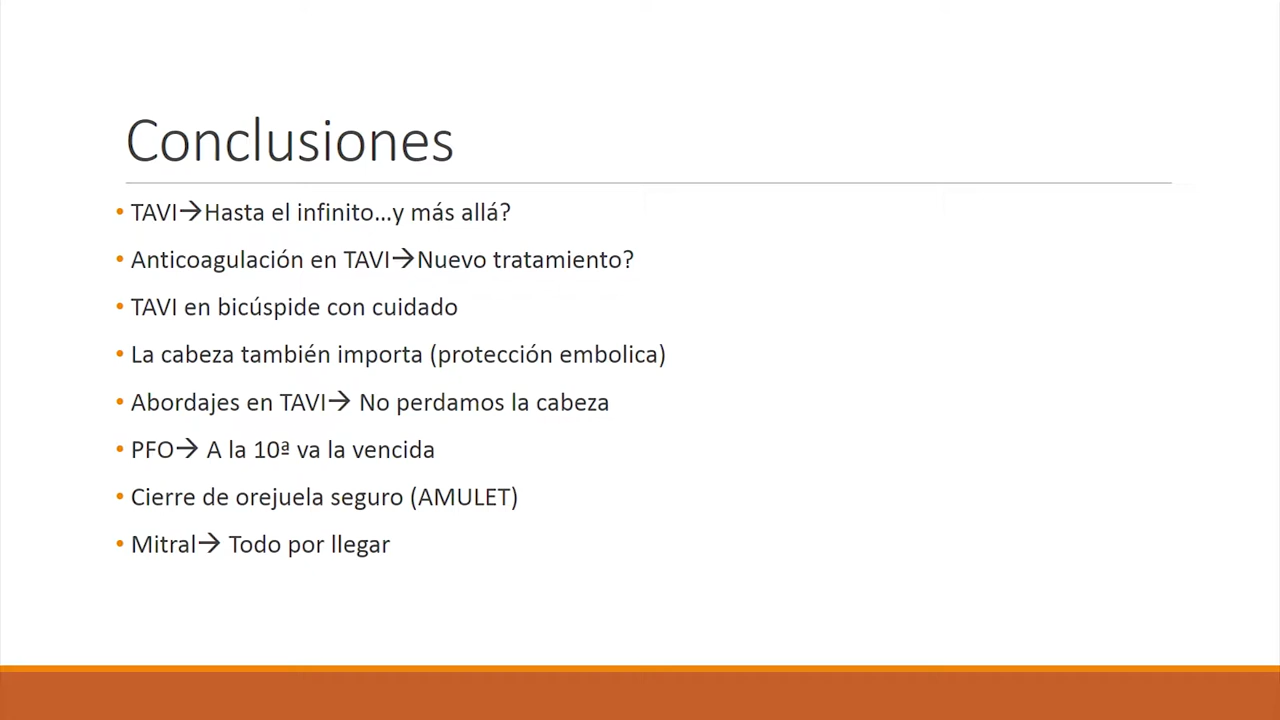 Conclusiones
• TAVI→Hasta el infinito…y más allá?
• Anticoagulación en TAVI→Nuevo tratamiento?
• TAVI en bicúspide con cuidado
• La cabeza también importa (protección embolica)
• Abordajes en TAVI→ No perdamos la cabeza
• PFO→ A la 10ª va la vencida
• Cierre de orejuela seguro (AMULET)
• Mitral→ Todo por llegar